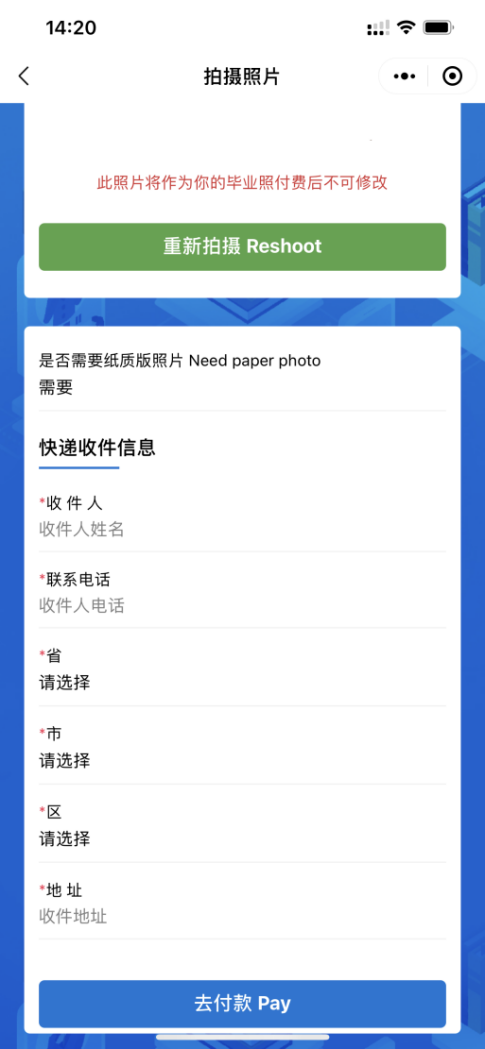 14:20
拍摄照片
此照片将作为你的毕业照付费后不可修改
重新拍摄 Reshoot
是否需要纸质版照片 Need paper photo
需要
快递收件信息
*收 件 人
收件人姓名
*联系电话
收件人电话
*省
请选择
*市
请选择
*区
请选择
*地 址
收件地址
去付款 Pay